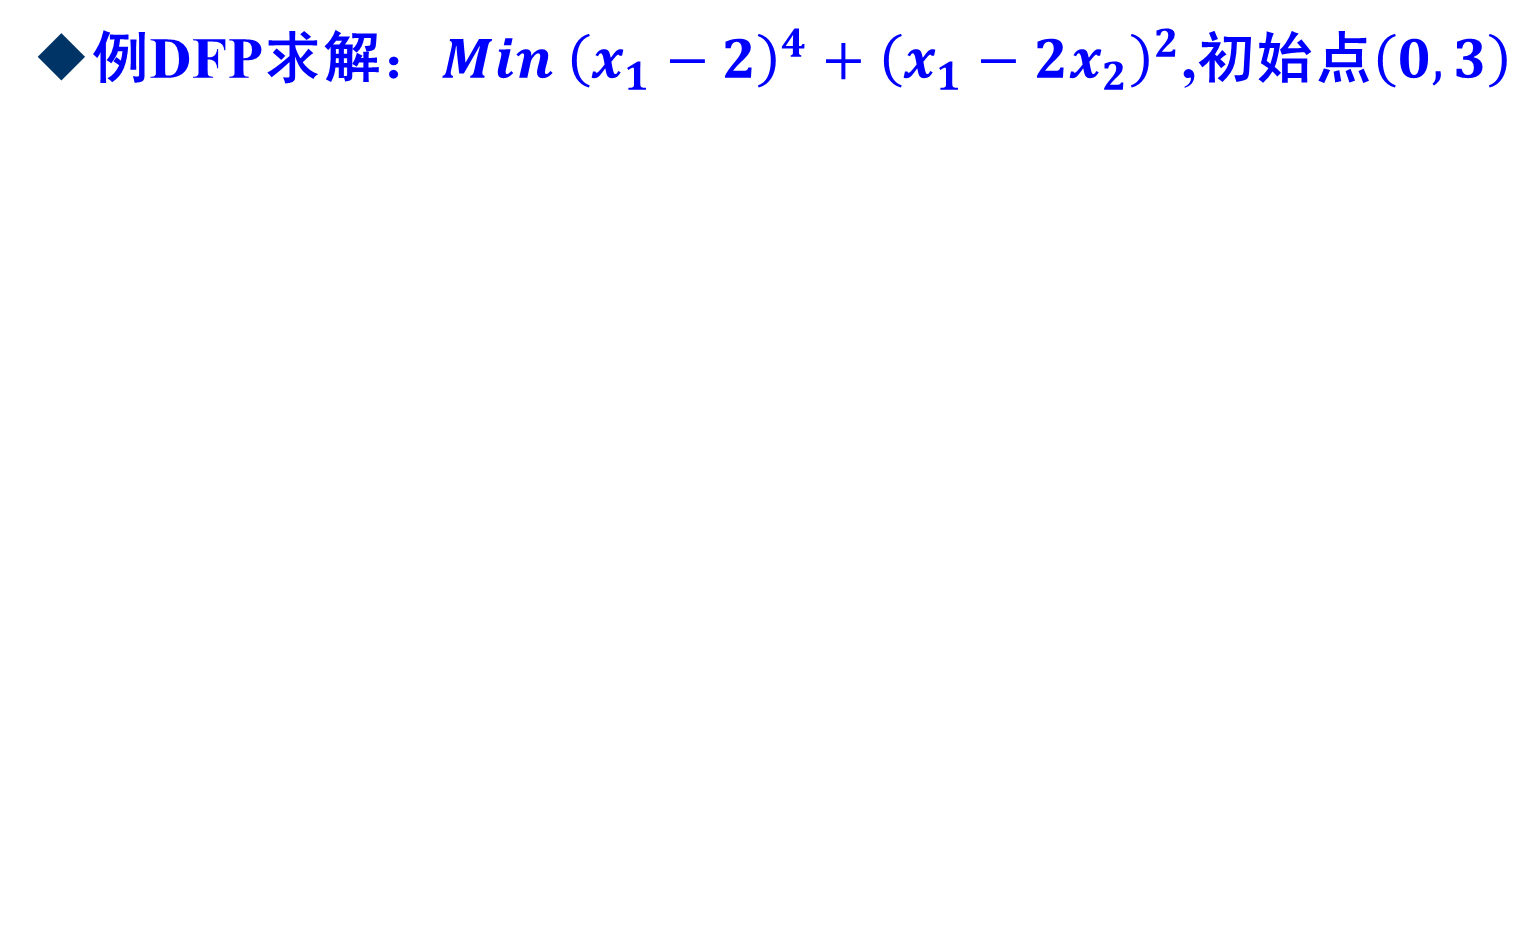 ◆例DFP求解：Min (x₁ − 2)⁴ + (x₁ − 2x₂)²,初始点(0, 3)